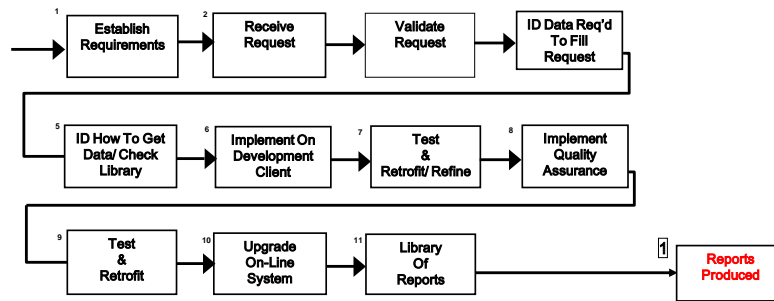 1
Establish
Requirements
2
Receive
Request
Validate
Request
ID Data Req'd
To Fill
Request
5
ID How To Get
Data/ Check
Library
6
Implement On
Development
Client
7
Test
&
Retrofit/ Refine
8
Implement
Quality
Assurance
9
Test
&
Retrofit
10
Upgrade
On-Line
System
11
Library
Of
Reports
1
Reports
Produced